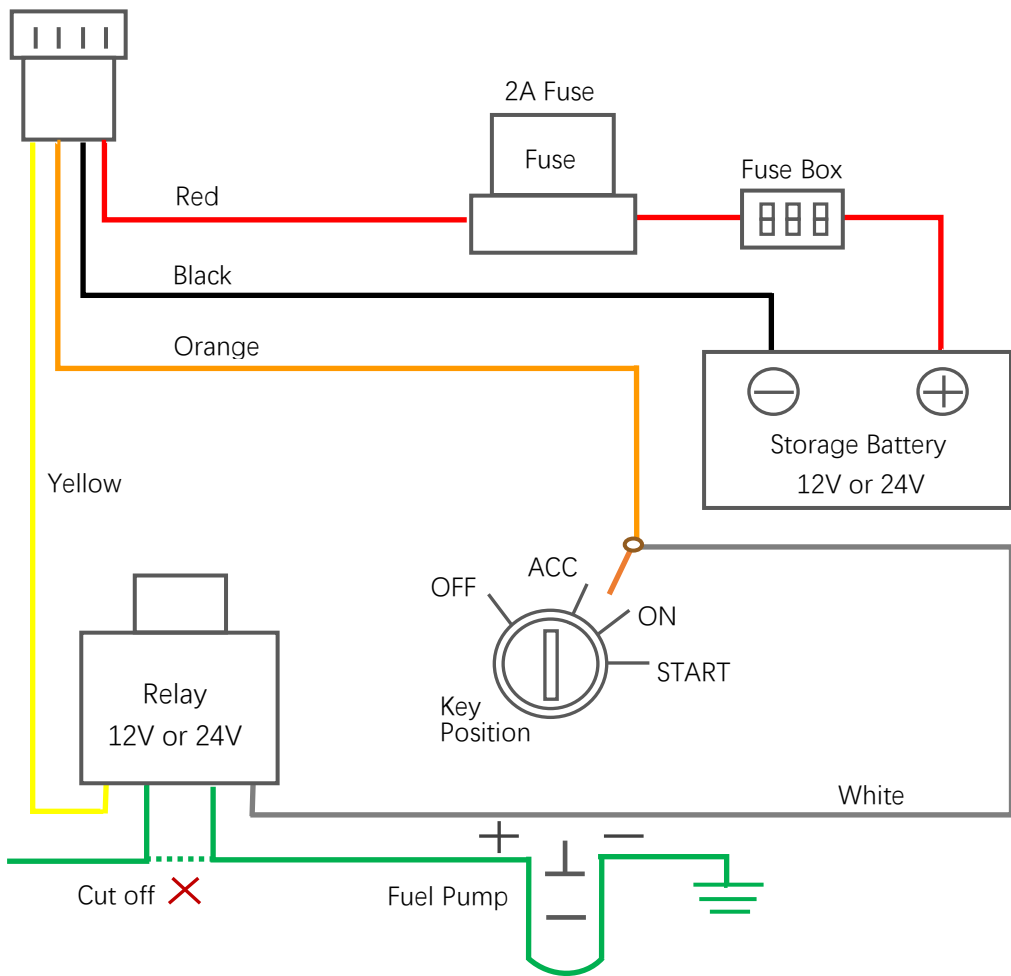 2A Fuse
Fuse
Fuse Box
Red
Black
Orange
Storage Battery
12V or 24V
Yellow
ACC
OFF
ON
START
Relay
12V or 24V
Key
Position
White
Cut off
Fuel Pump